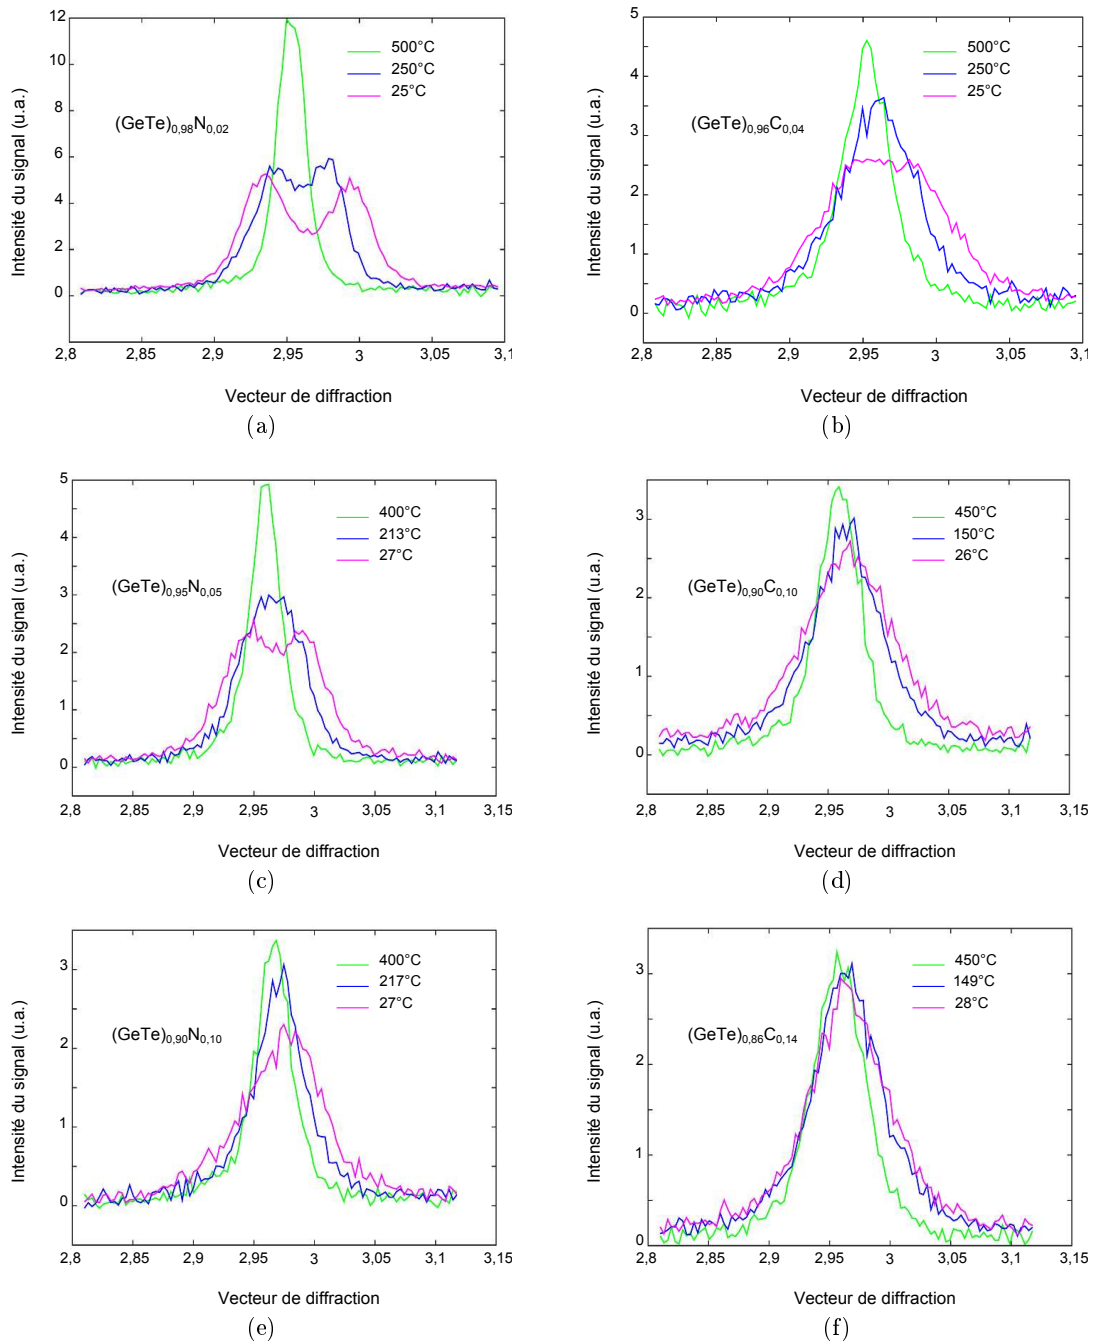 12
10
8
6
4
2
0
2,8
2,85
2,9
2,95
3
3,05
3,1
Intensité du signal (u.a.)
500°C
250°C
25°C
(GeTe)0,98N0,02
Vecteur de diffraction
(a)
5
4
3
2
1
0
2,8
2,85
2,9
2,95
3
3,05
3,1
Intensité du signal (u.a.)
500°C
250°C
25°C
(GeTe)0,96C0,04
Vecteur de diffraction
(b)
5
4
3
2
1
0
2,8
2,85
2,9
2,95
3
3,05
3,15
Intensité du signal (u.a.)
400°C
213°C
27°C
(GeTe)0,95N0,05
Vecteur de diffraction
(c)
3
2
1
0
2,8
2,85
2,90
2,95
3
3,05
3,1
3,15
Intensité du signal (u.a.)
450°C
150°C
26°C
(GeTe)0,90C0,10
Vecteur de diffraction
(d)
3
2
1
0
2,8
2,85
2,9
2,95
3
3,05
3,1
3,15
Intensité du signal (u.a.)
400°C
217°C
27°C
(GeTe)0,90N0,10
Vecteur de diffraction
(e)
3
2
1
0
2,8
2,85
2,9
2,95
3
3,05
3,1
3,15
Intensité du signal (u.a.)
450°C
149°C
28°C
(GeTe)0,86C0,14
Vecteur de diffraction
(f)